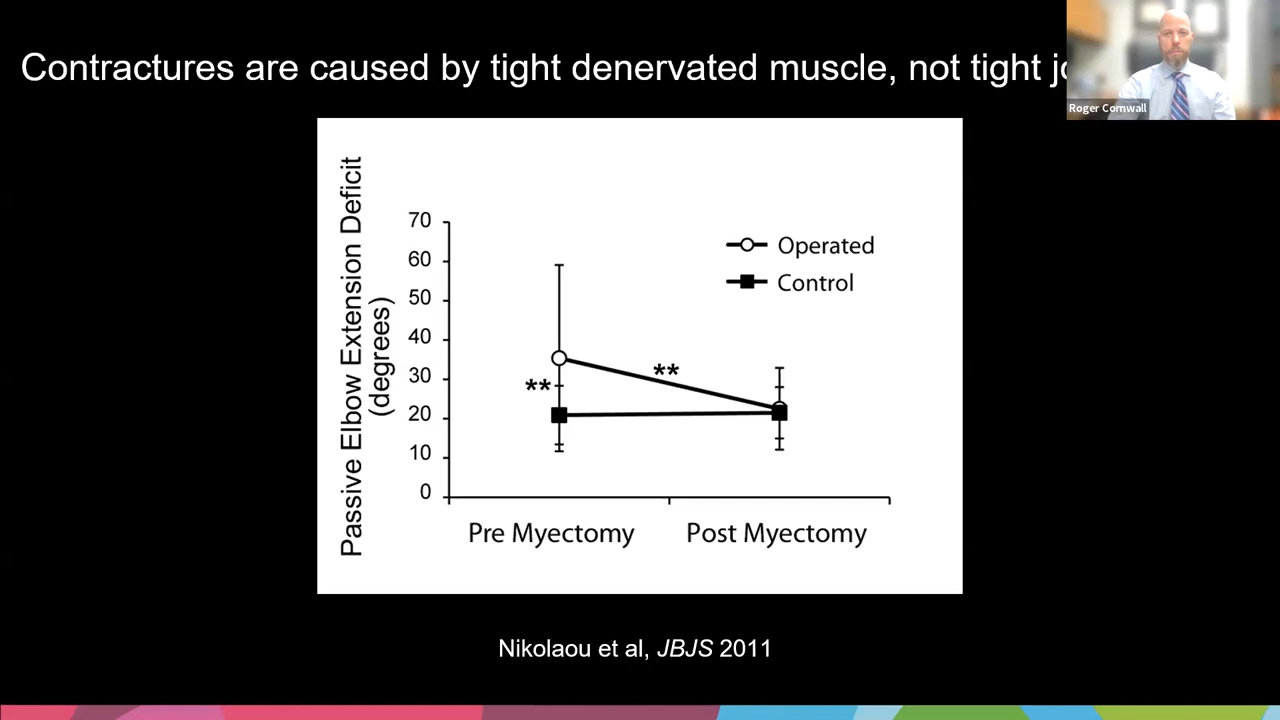 Contractures are caused by tight denervated muscle, not tight
Roger Cornwall
Passive Elbow Extension Deficit
(degrees)
70
60
50
40
30
20
10
0
**
**
Operated
Control
Pre Myectomy
Post Myectomy
Nikolaou et al, JBJS 2011